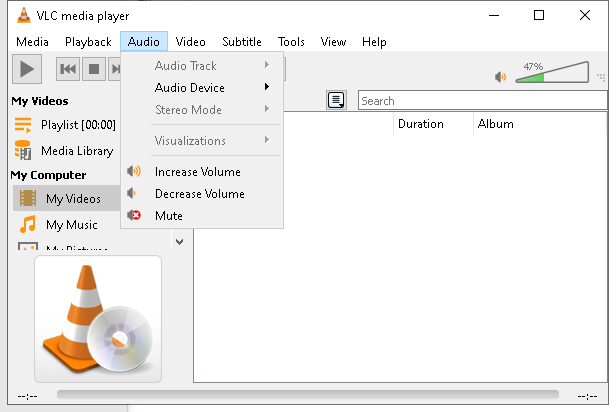 VLC media player
Media Playback Audio Video Subtitle Tools View Help
Audio Track
Audio Device
Stereo Mode
Visualizations
Increase Volume
Decrease Volume
Mute
47%
Search
Duration Album
My Videos
Playlist [00:00]
Media Library
My Computer
My Videos
My Music
My Pictures
--:-- --:--